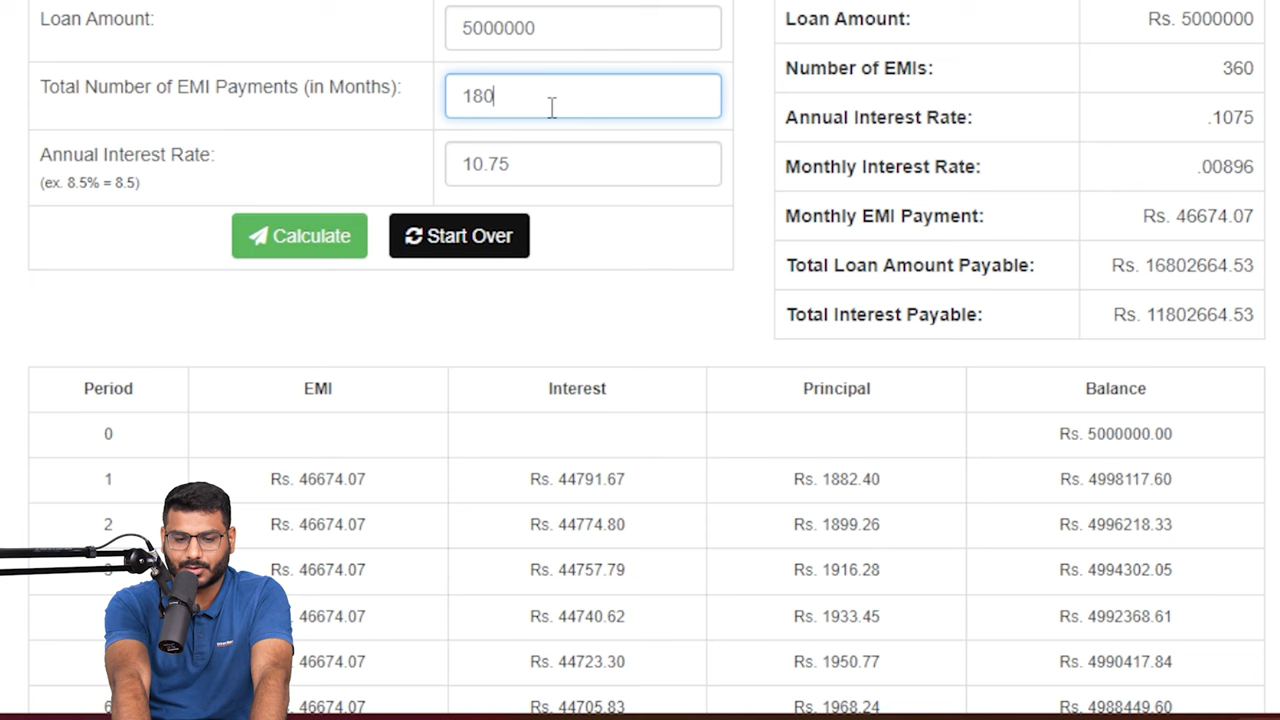 Loan Amount:
5000000
Total Number of EMI Payments (in Months):
180
Annual Interest Rate:
(ex. 8.5% = 8.5)
10.75
Calculate
Start Over
Loan Amount: Rs. 5000000
Number of EMIs: 360
Annual Interest Rate: .1075
Monthly Interest Rate: .00896
Monthly EMI Payment: Rs. 46674.07
Total Loan Amount Payable: Rs. 16802664.53
Total Interest Payable: Rs. 11802664.53
Period EMI Interest Principal Balance
0 Rs. 5000000.00
1 Rs. 46674.07 Rs. 44791.67 Rs. 1882.40 Rs. 4998117.60
2 Rs. 46674.07 Rs. 44774.80 Rs. 1899.26 Rs. 4996218.33
Rs. 46674.07 Rs. 44757.79 Rs. 1916.28 Rs. 4994302.05
46674.07 Rs. 44740.62 Rs. 1933.45 Rs. 4992368.61
46674.07 Rs. 44723.30 Rs. 1950.77 Rs. 4990417.84
46674.07 Rs. 44705.83 Rs. 1968.24 Rs. 4988449.60